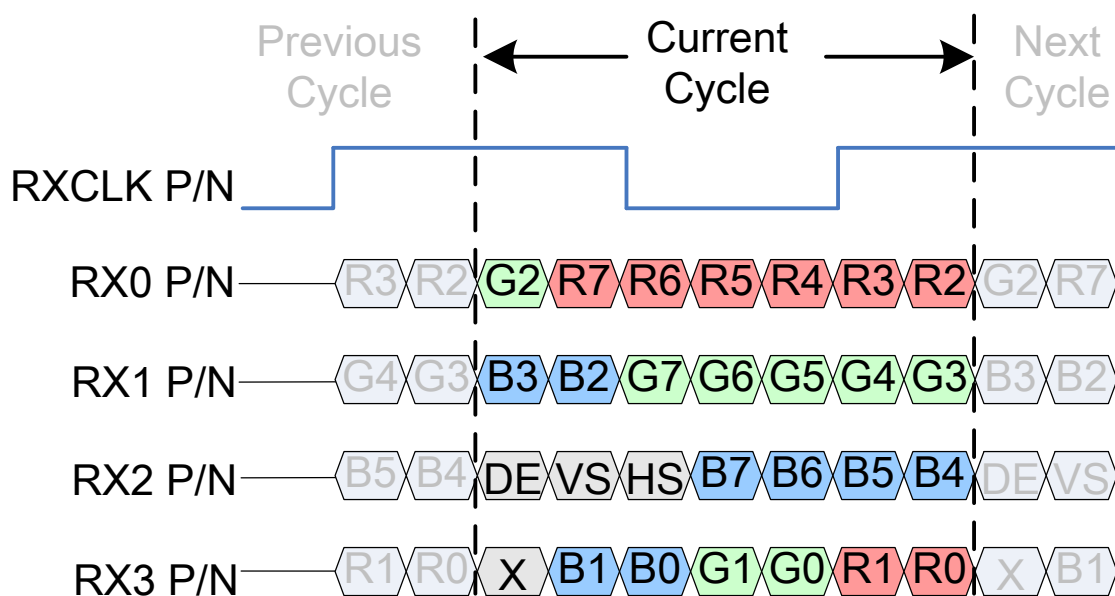 Previous Cycle
Current Cycle
Next Cycle
RXCLK P/N
RX0 P/N R3 R2 G2 R7 R6 R5 R4 R3 R2 G2 R7
RX1 P/N G4 G3 B3 B2 G7 G6 G5 G4 G3 B3 B2
RX2 P/N B5 B4 DE VS HS B7 B6 B5 B4 DE VS
RX3 P/N R1 R0 X B1 B0 G1 G0 R1 R0 X B1